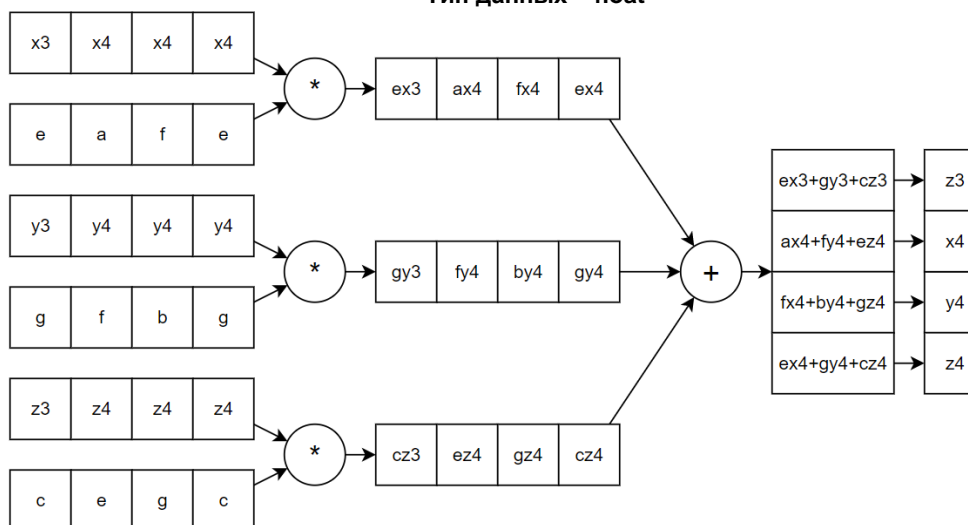 x3 x4 x4 x4
e a f e
*
ex3 ax4 fx4 ex4
y3 y4 y4 y4
g f b g
*
gy3 fy4 by4 gy4
z3 z4 z4 z4
c e g c
*
cz3 ez4 gz4 cz4
+
ex3+gy3+cz3 z3
ax4+fy4+ez4 x4
fx4+by4+gz4 y4
ex4+gy4+cz4 z4